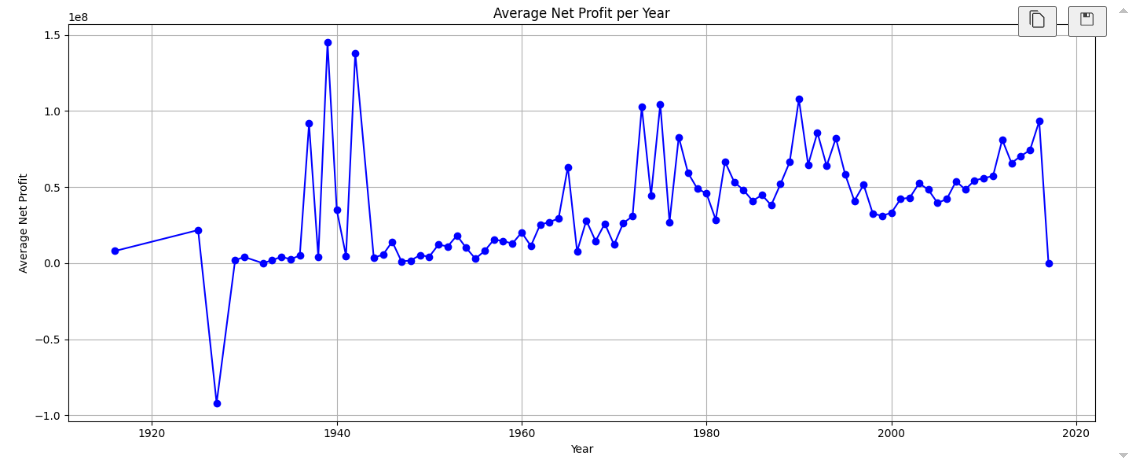 Average Net Profit per Year
1e8
1.5
1.0
0.5
0.0
−0.5
−1.0
Average Net Profit
1920 1940 1960 1980 2000 2020
Year